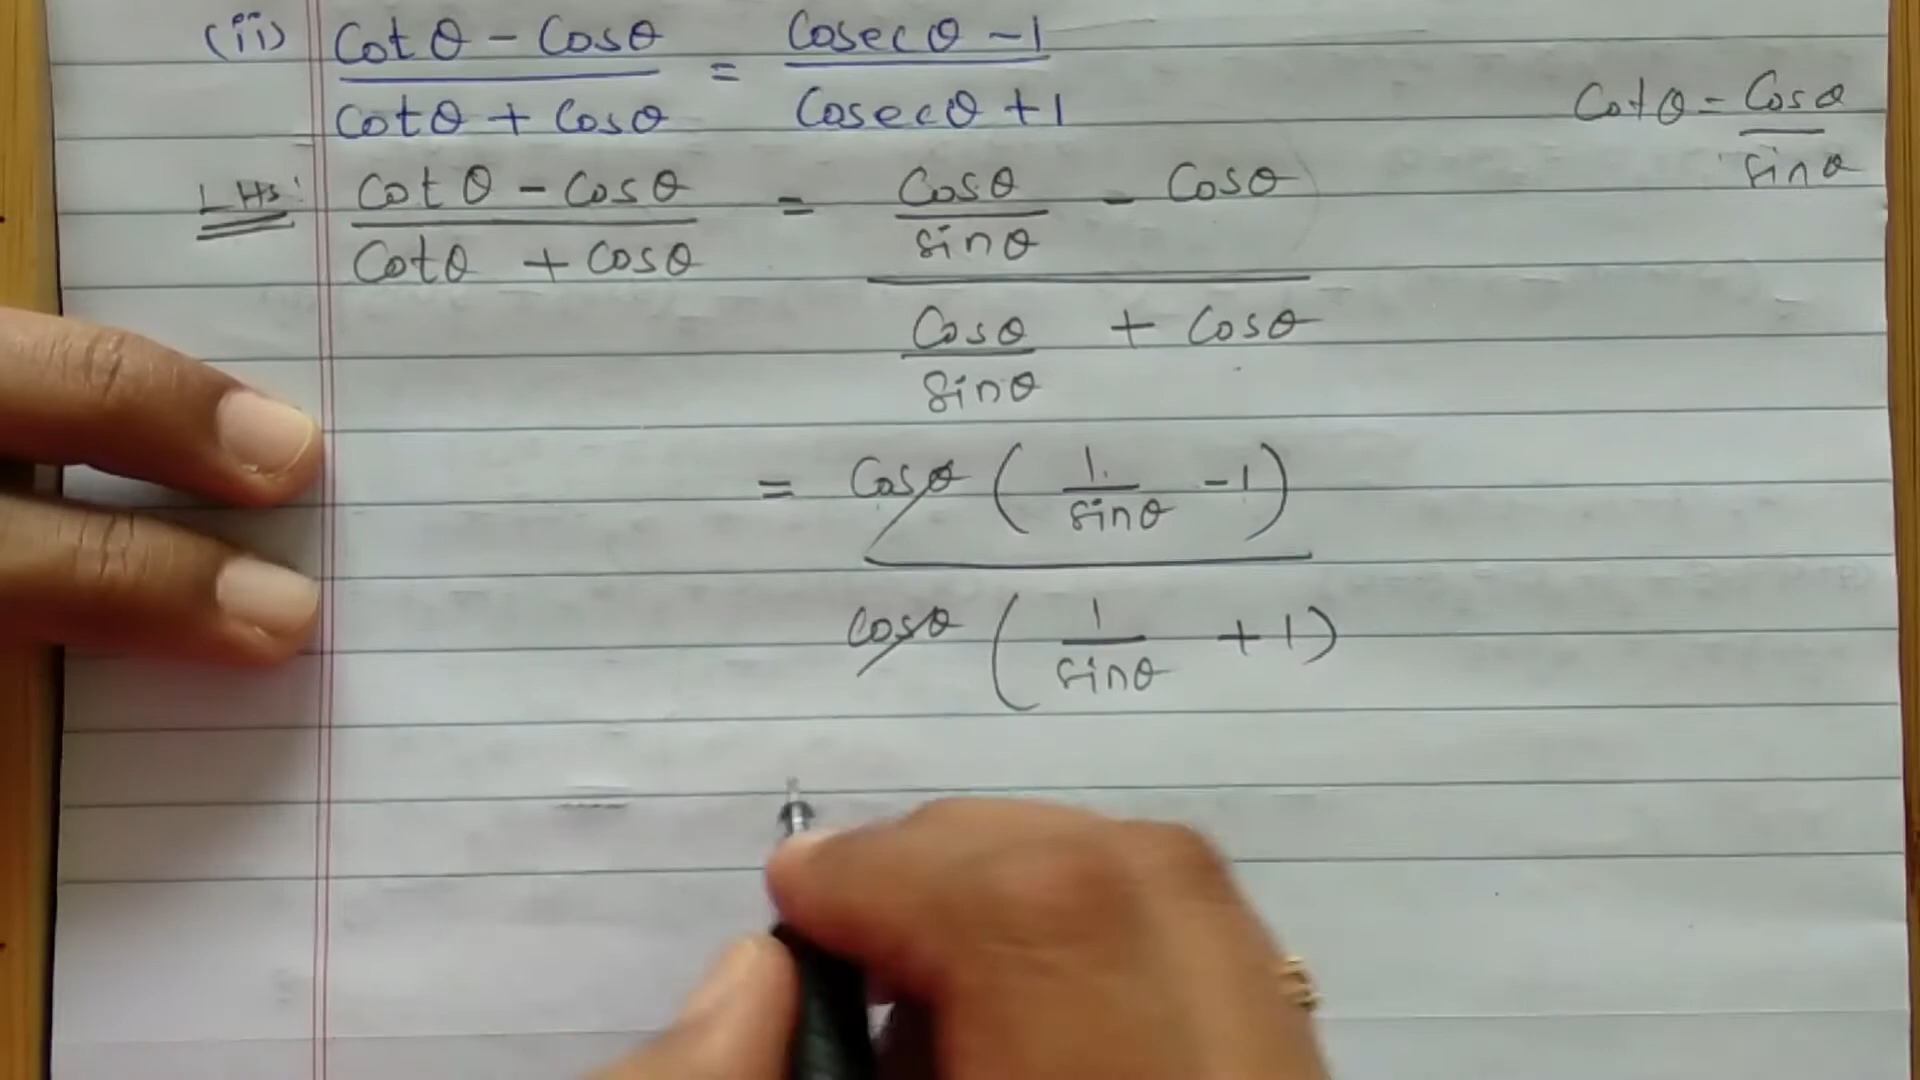 (ii) Cotθ - Cosθ / Cotθ + Cosθ = Cosecθ - 1 / Cosecθ + 1
Cotθ = Cosθ / sinθ
LHS: Cotθ - Cosθ / Cotθ + Cosθ = Cosθ / sinθ - Cosθ / Cosθ / sinθ + Cosθ
= Cosθ ( 1 / sinθ - 1 ) / Cosθ ( 1 / sinθ + 1 )